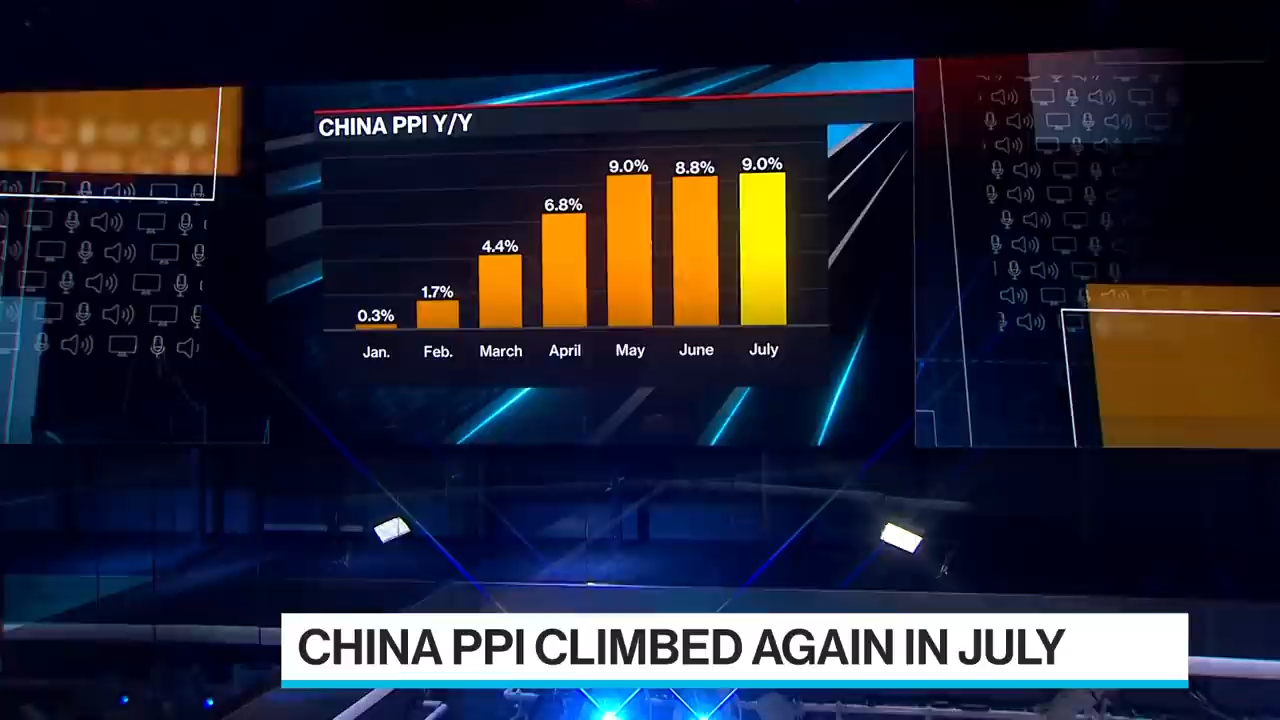 CHINA PPI Y/Y
9.0%
8.8%
9.0%
6.8%
4.4%
1.7%
0.3%
Jan.
Feb.
March
April
May
June
July
CHINA PPI CLIMBED AGAIN IN JULY